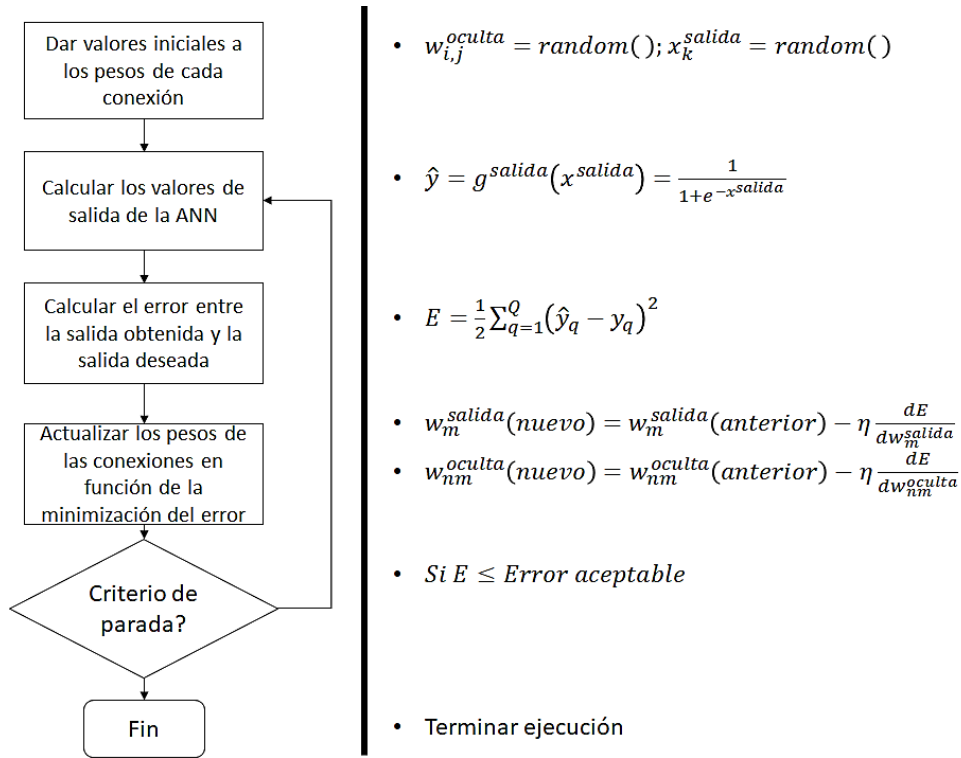 Dar valores iniciales a
los pesos de cada
conexión
• w_{i,j}^{oculta} = random( ); x_k^{salida} = random( )
Calcular los valores de
salida de la ANN
• ŷ = g^{salida}(x^{salida}) = \frac{1}{1+e^{-x^{salida}}}
Calcular el error entre
la salida obtenida y la
salida deseada
• E = \frac{1}{2} ∑_{q=1}^{Q} (ŷ_q − y_q)^2
Actualizar los pesos de
las conexiones en
función de la
minimización del error
• w_m^{salida}(nuevo) = w_m^{salida}(anterior) − η \frac{dE}{dw_m^{salida}}
• w_{nm}^{oculta}(nuevo) = w_{nm}^{oculta}(anterior) − η \frac{dE}{dw_{nm}^{oculta}}
Criterio de
parada?
• Si E ≤ Error aceptable
Fin
• Terminar ejecución